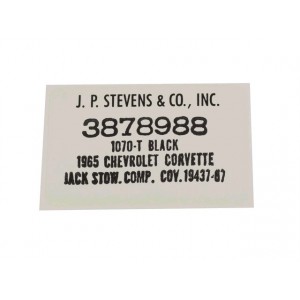 J. P. STEVENS & CO., INC.
3878988
1070-T BLACK
1965 CHEVROLET CORVETTE
JACK STOW. COMP. COV. 19437-67